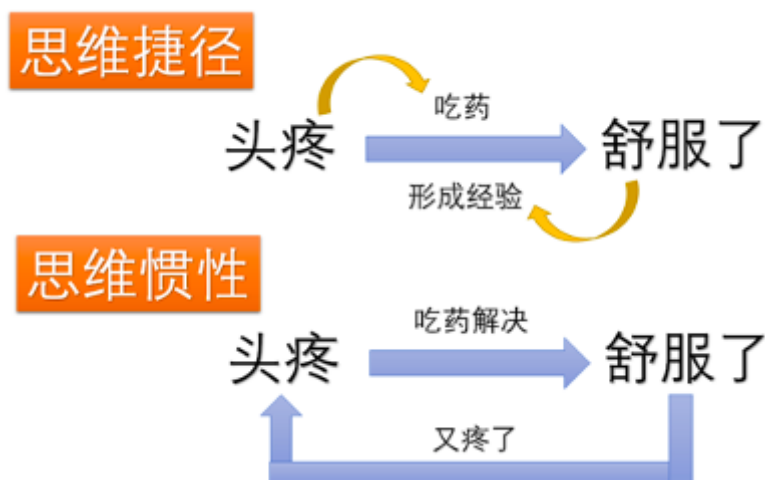 思维捷径
吃药
头疼
舒服了
形成经验
思维惯性
吃药解决
头疼
舒服了
又疼了